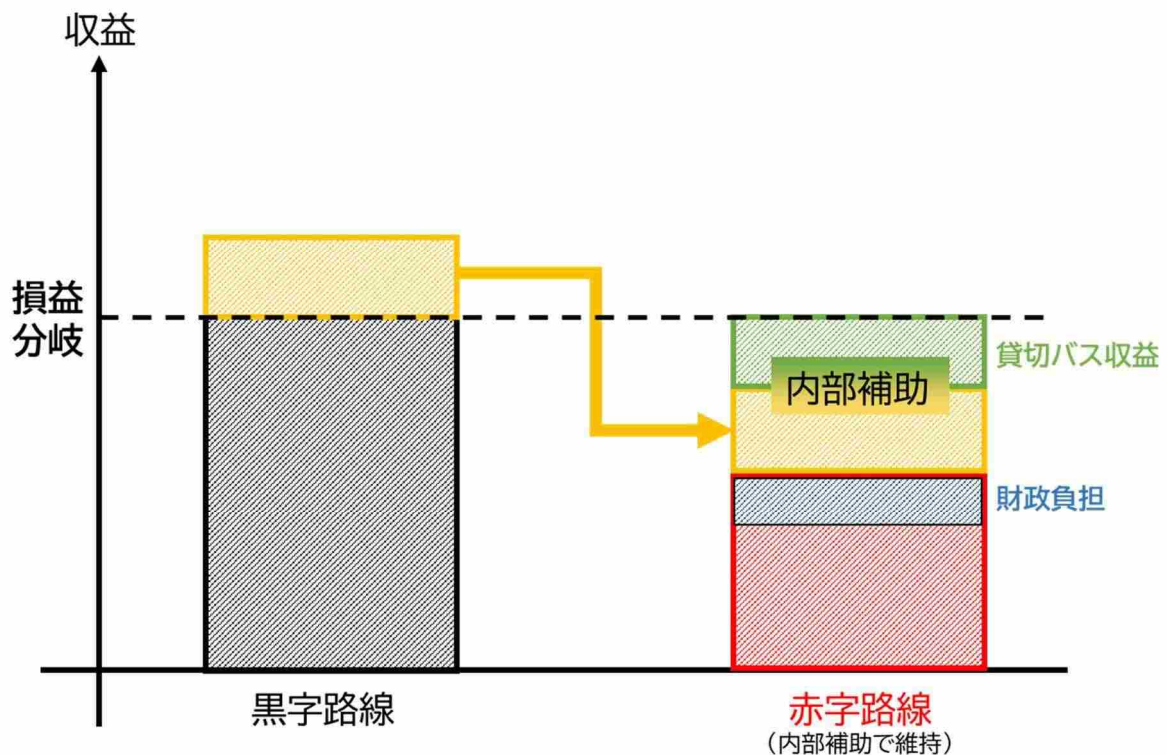 収益
損益
分岐
貸切バス収益
内部補助
財政負担
黒字路線
赤字路線
（内部補助で維持）